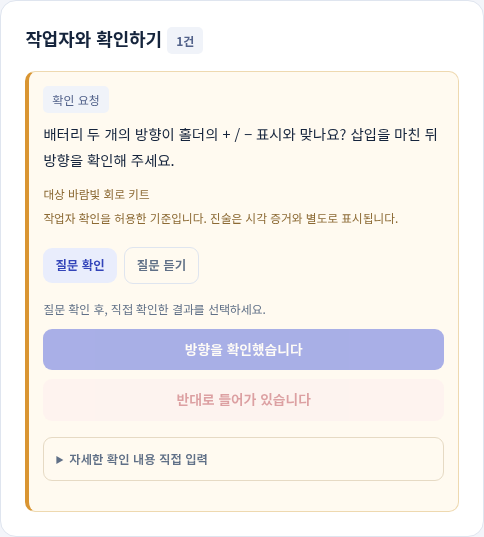 작업자와 확인하기 1건
확인 요청
배터리 두 개의 방향이 홀더의 + / − 표시와 맞나요? 삽입을 마친 뒤
방향을 확인해 주세요.
대상 바람빛 회로 키트
작업자 확인을 허용한 기준입니다. 진술은 시각 증거와 별도로 표시됩니다.
질문 확인 질문 듣기
질문 확인 후, 직접 확인한 결과를 선택하세요.
방향을 확인했습니다
반대로 들어가 있습니다
▶ 자세한 확인 내용 직접 입력